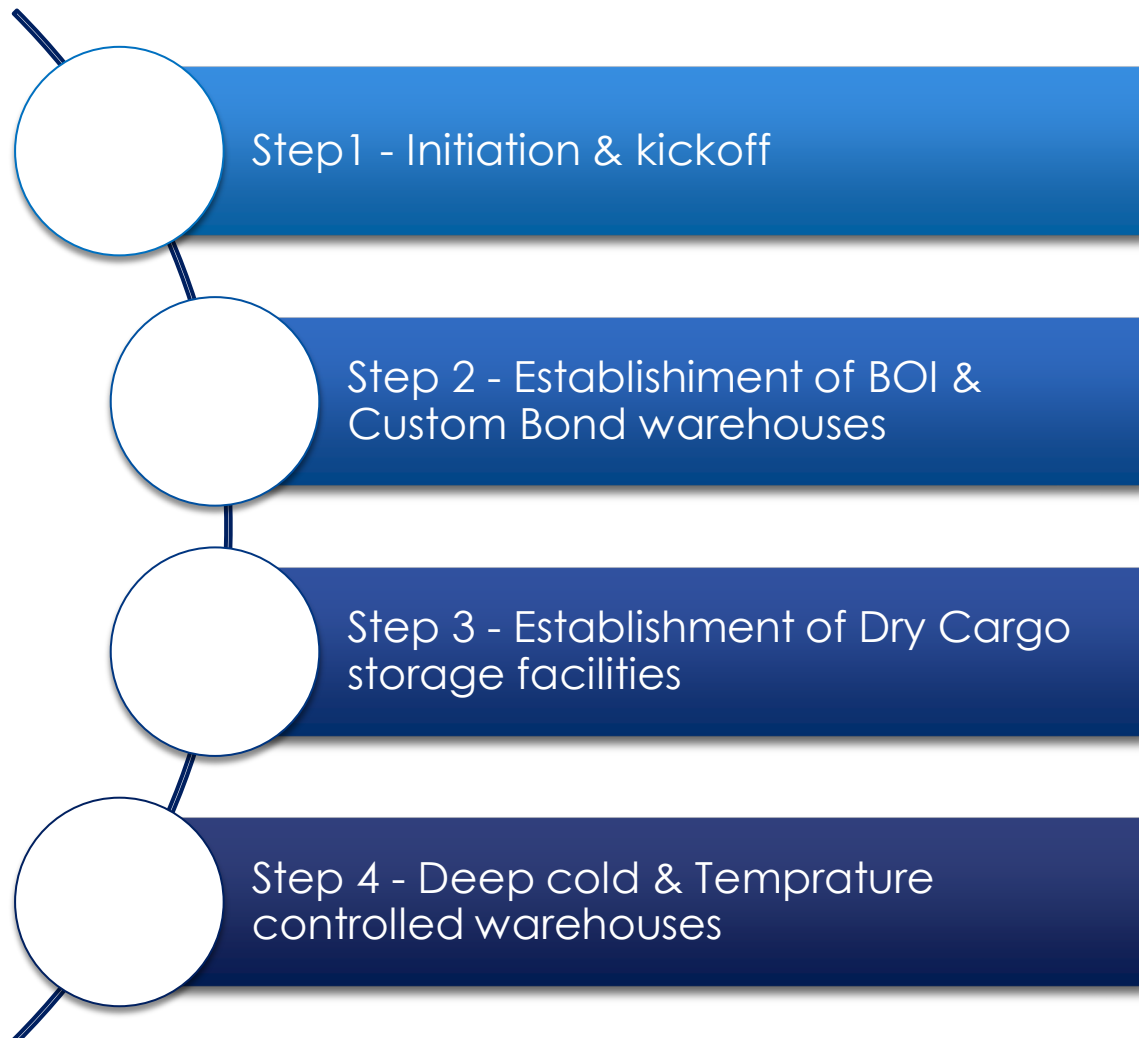 Step1 - Initiation & kickoff
Step 2 - Establishiment of BOI &
Custom Bond warehouses
Step 3 - Establishment of Dry Cargo
storage facilities
Step 4 - Deep cold & Temprature
controlled warehouses